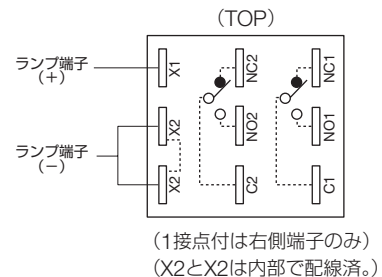 (TOP)
ランプ端子
(+)
X1
NC2
NC1
X2
NO2
NO1
ランプ端子
(−)
X2
C2
C1
(1接点付は右側端子のみ)
(X2とX2は内部で配線済。)